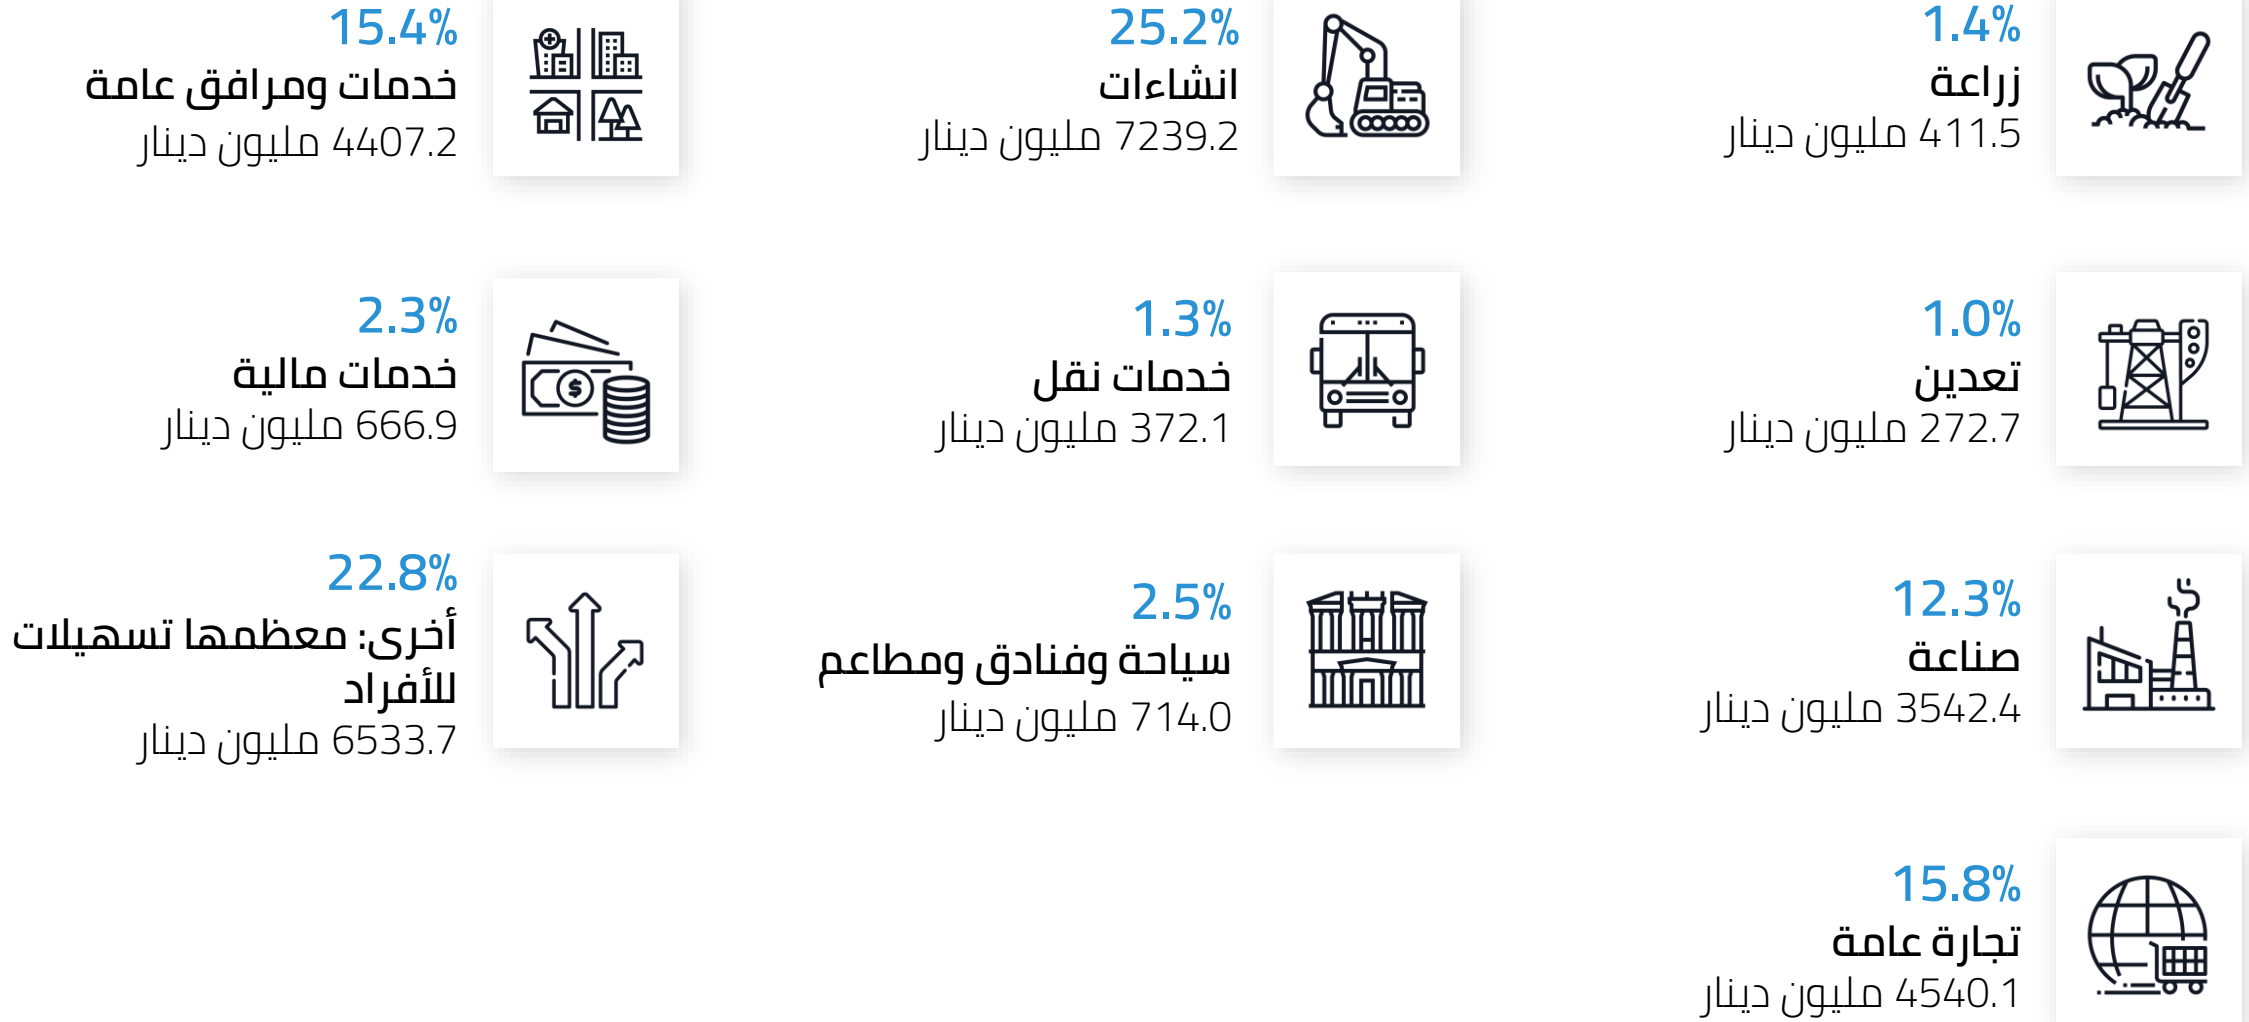 1.4%
زراعة
411.5 مليون دينار
25.2%
انشاءات
7239.2 مليون دينار
15.4%
خدمات ومرافق عامة
4407.2 مليون دينار
1.0%
تعدين
272.7 مليون دينار
1.3%
خدمات نقل
372.1 مليون دينار
2.3%
خدمات مالية
666.9 مليون دينار
12.3%
صناعة
3542.4 مليون دينار
2.5%
سياحة وفنادق ومطاعم
714.0 مليون دينار
22.8%
أخرى: معظمها تسهيلات
للأفراد
6533.7 مليون دينار
15.8%
تجارة عامة
4540.1 مليون دينار